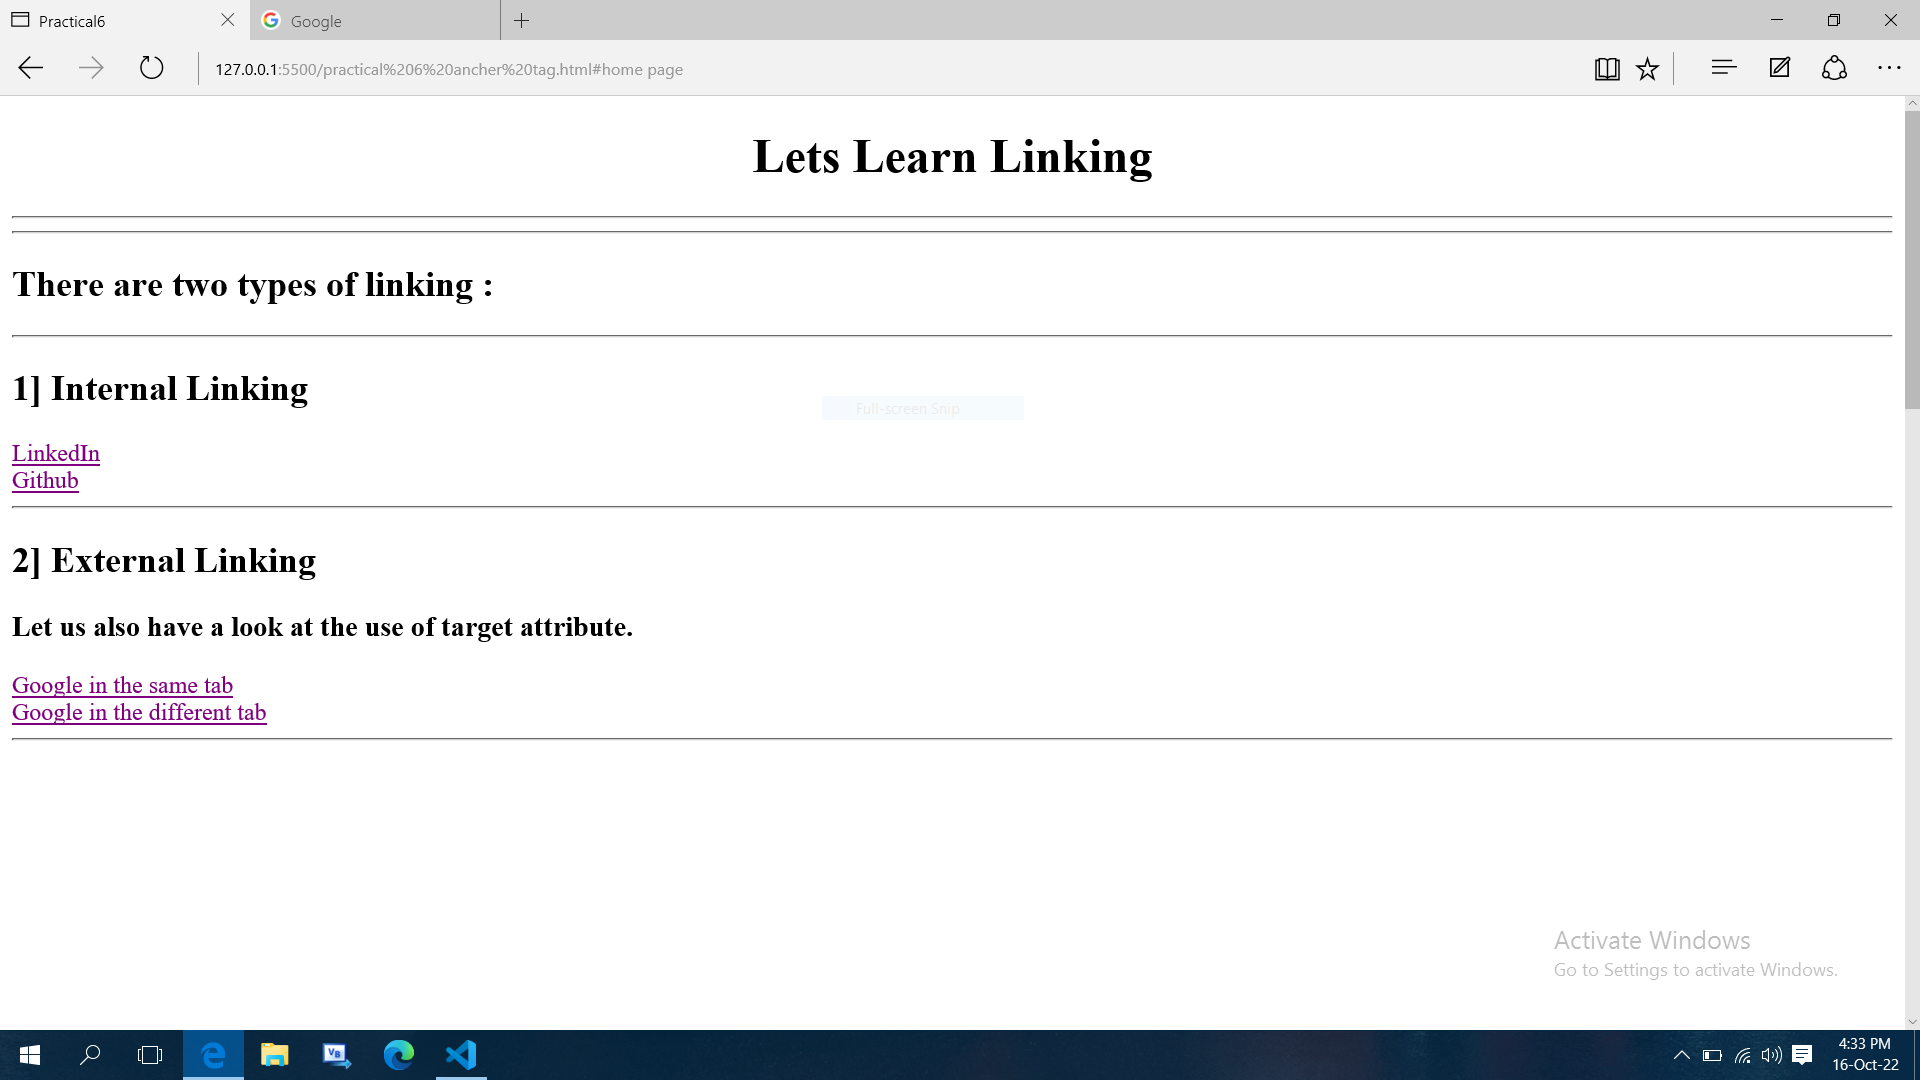 Practical6
Google
127.0.0.1:5500/practical%206%20ancher%20tag.html#home page
Lets Learn Linking
There are two types of linking :
1] Internal Linking
Full-screen Snip
LinkedIn
Github
2] External Linking
Let us also have a look at the use of target attribute.
Google in the same tab
Google in the different tab
Activate Windows
Go to Settings to activate Windows.
VB
4:33 PM
16-Oct-22